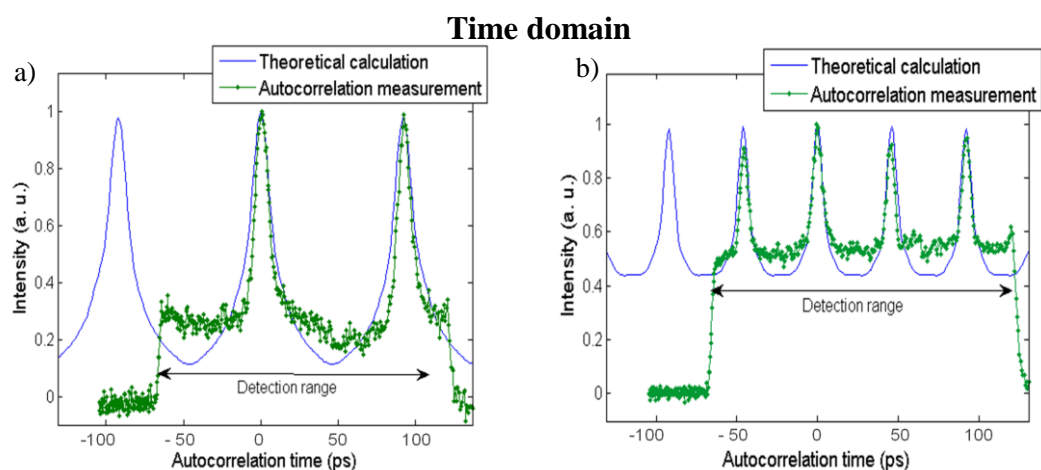 Time domain
a)
Theoretical calculation
Autocorrelation measurement
Intensity (a. u.)
1
0.8
0.6
0.4
0.2
0
Detection range
-100
-50
0
50
100
Autocorrelation time (ps)
b)
Theoretical calculation
Autocorrelation measurement
Intensity (a. u.)
1
0.8
0.6
0.4
0.2
0
Detection range
-100
- 50
0
50
100
Autocorrelation time (ps)